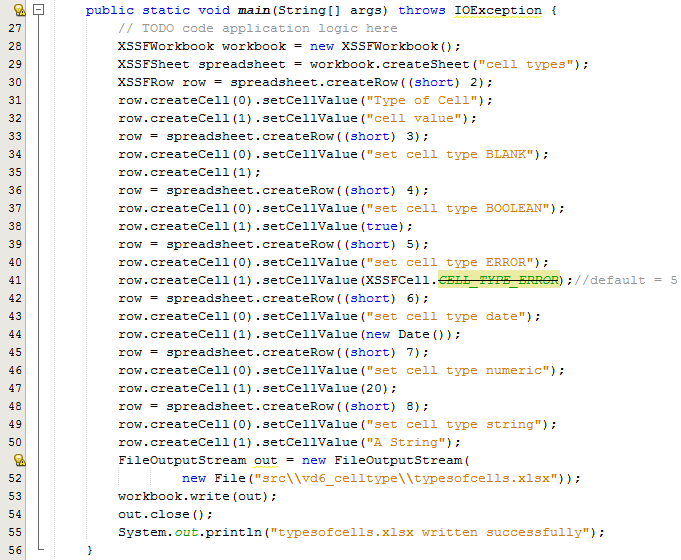 public static void main(String[] args) throws IOException {
27 // TODO code application logic here
28 XSSFWorkbook workbook = new XSSFWorkbook();
29 XSSFSheet spreadsheet = workbook.createSheet("cell types");
30 XSSFRow row = spreadsheet.createRow((short) 2);
31 row.createCell(0).setCellValue("Type of Cell");
32 row.createCell(1).setCellValue("cell value");
33 row = spreadsheet.createRow((short) 3);
34 row.createCell(0).setCellValue("set cell type BLANK");
35 row.createCell(1);
36 row = spreadsheet.createRow((short) 4);
37 row.createCell(0).setCellValue("set cell type BOOLEAN");
38 row.createCell(1).setCellValue(true);
39 row = spreadsheet.createRow((short) 5);
40 row.createCell(0).setCellValue("set cell type ERROR");
41 row.createCell(1).setCellValue(XSSFCell.CELL_TYPE_ERROR);//default = 5
42 row = spreadsheet.createRow((short) 6);
43 row.createCell(0).setCellValue("set cell type date");
44 row.createCell(1).setCellValue(new Date());
45 row = spreadsheet.createRow((short) 7);
46 row.createCell(0).setCellValue("set cell type numeric");
47 row.createCell(1).setCellValue(20);
48 row = spreadsheet.createRow((short) 8);
49 row.createCell(0).setCellValue("set cell type string");
50 row.createCell(1).setCellValue("A String");
FileOutputStream out = new FileOutputStream(
52 new File("src\\vd6_celltype\\typesofcells.xlsx"));
53 workbook.write(out);
54 out.close();
55 System.out.println("typesofcells.xlsx written successfully");
56 }